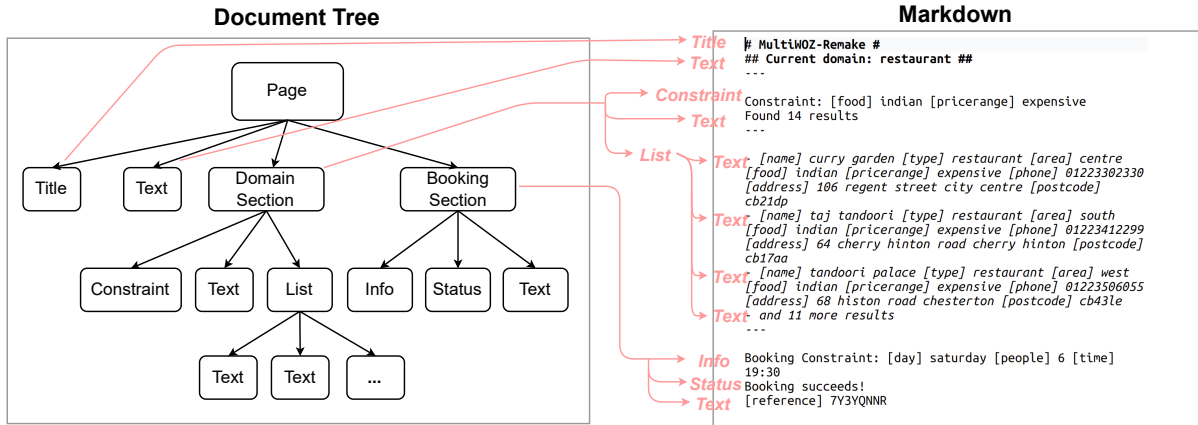 Document Tree
Page
Title
Text
Domain
Section
Booking
Section
Constraint
Text
List
Info
Status
Text
Text
Text
...
Markdown
Title
# MultiWOZ-Remake #
Text
## Current domain: restaurant ##
---
Constraint
Constraint: [food] indian [pricerange] expensive
Text
Found 14 results
---
List
Text
- [name] curry garden [type] restaurant [area] centre
[food] indian [pricerange] expensive [phone] 01223302330
[address] 106 regent street city centre [postcode]
cb21dp
Text
- [name] taj tandoori [type] restaurant [area] south
[food] indian [pricerange] expensive [phone] 01223412299
[address] 64 cherry hinton road cherry hinton [postcode]
cb17aa
Text
- [name] tandoori palace [type] restaurant [area] west
[food] indian [pricerange] expensive [phone] 01223506055
[address] 68 histon road chesterton [postcode] cb43le
Text
- and 11 more results
---
Info
Booking Constraint: [day] saturday [people] 6 [time]
19:30
Status
Booking succeeds!
Text
[reference] 7Y3YQNNR